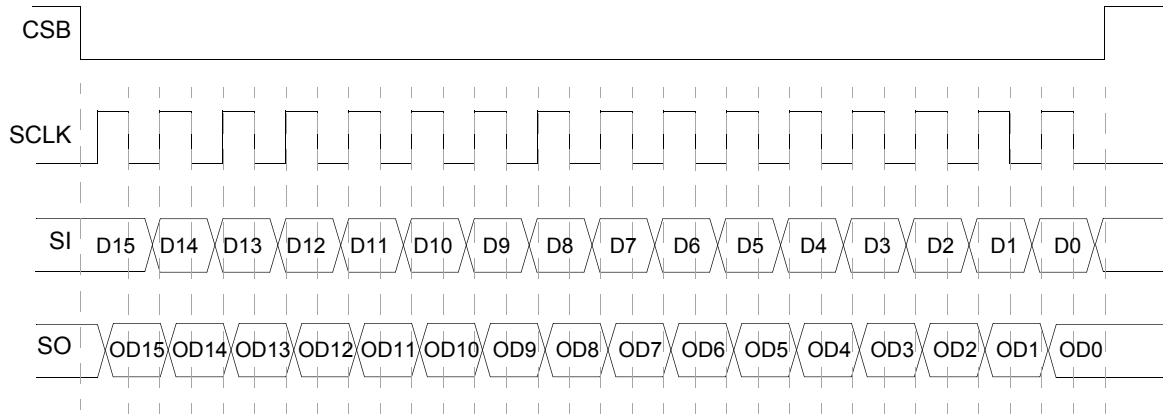 CSB
SCLK
SI D15 D14 D13 D12 D11 D10 D9 D8 D7 D6 D5 D4 D3 D2 D1 D0
SO OD15 OD14 OD13 OD12 OD11 OD10 OD9 OD8 OD7 OD6 OD5 OD4 OD3 OD2 OD1 OD0